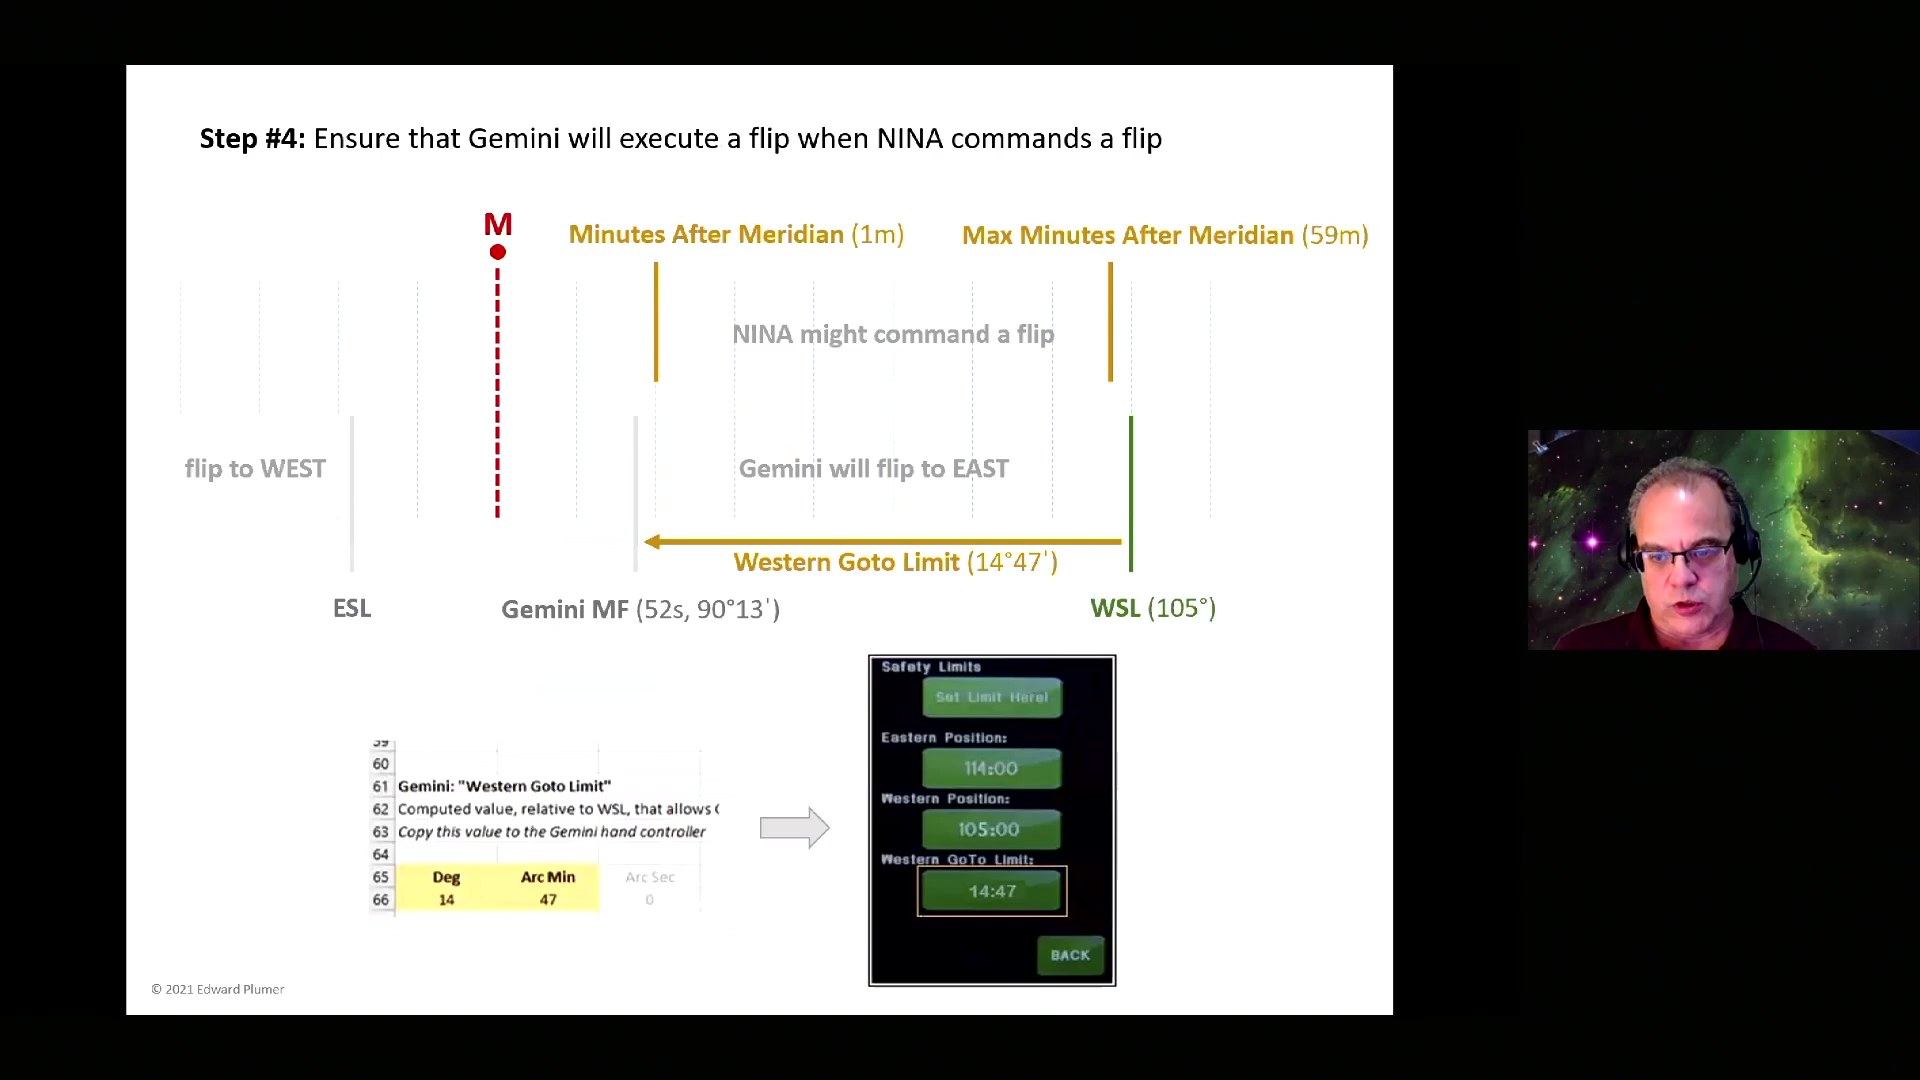 Step #4: Ensure that Gemini will execute a flip when NINA commands a flip
M
Minutes After Meridian (1m)
Max Minutes After Meridian (59m)
NINA might command a flip
flip to WEST
Gemini will flip to EAST
Western Goto Limit (14°47')
ESL
Gemini MF (52s, 90°13')
WSL (105°)
Safety Limits
Set Limit Here!
Eastern Position:
114:00
Western Position:
105:00
Western GoTo Limit:
14:47
BACK
60
61 Gemini: "Western Goto Limit"
62 Computed value, relative to WSL, that allows
63 Copy this value to the Gemini hand controller
64
65 Deg Arc Min Arc Sec
66 14 47 0
© 2021 Edward Plumer